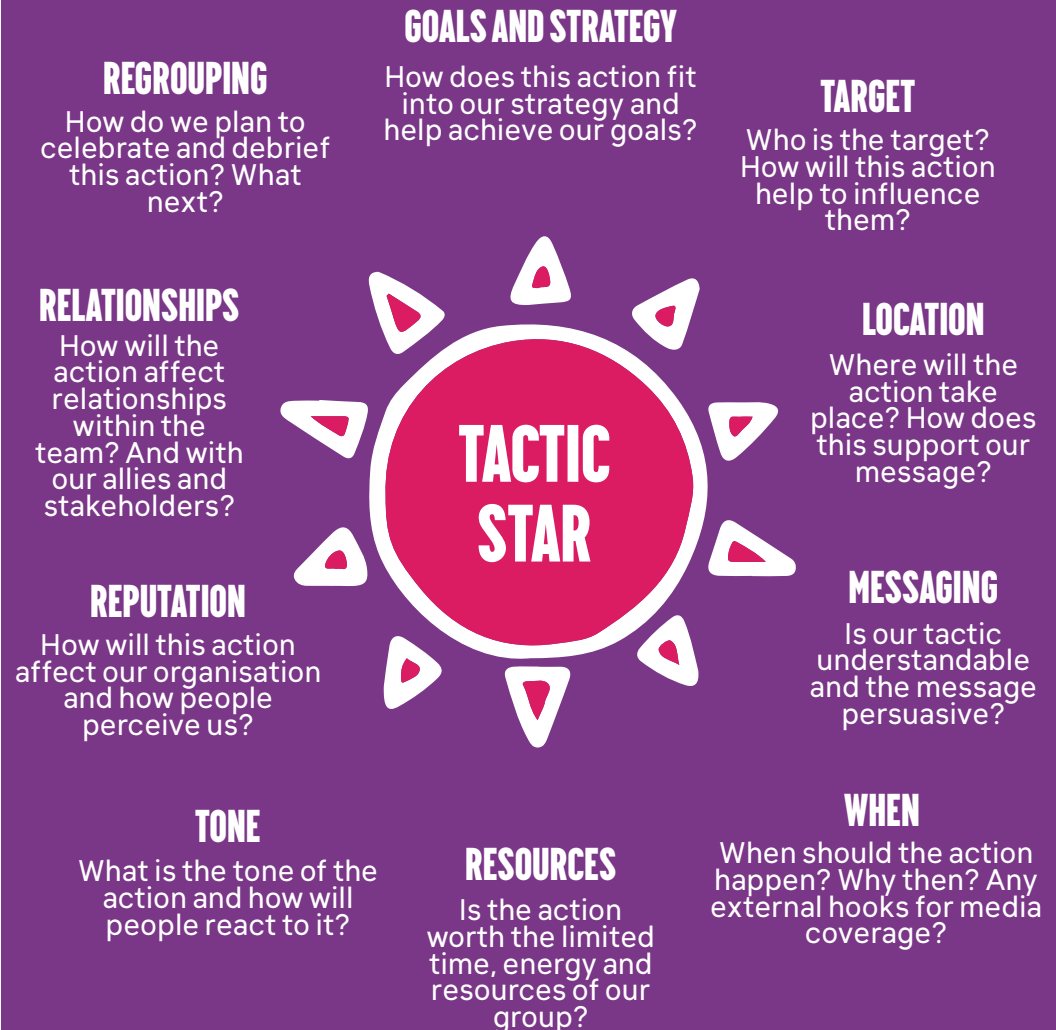 GOALS AND STRATEGY
How does this action fit
into our strategy and
help achieve our goals?
TARGET
Who is the target?
How will this action
help to influence
them?
LOCATION
Where will the
action take
place? How does
this support our
message?
MESSAGING
Is our tactic
understandable
and the message
persuasive?
WHEN
When should the action
happen? Why then? Any
external hooks for media
coverage?
RESOURCES
Is the action
worth the limited
time, energy and
resources of our
group?
TONE
What is the tone of the
action and how will
people react to it?
REPUTATION
How will this action
affect our organisation
and how people
perceive us?
RELATIONSHIPS
How will the
action affect
relationships
within the
team? And with
our allies and
stakeholders?
REGROUPING
How do we plan to
celebrate and debrief
this action? What
next?
TACTIC
STAR